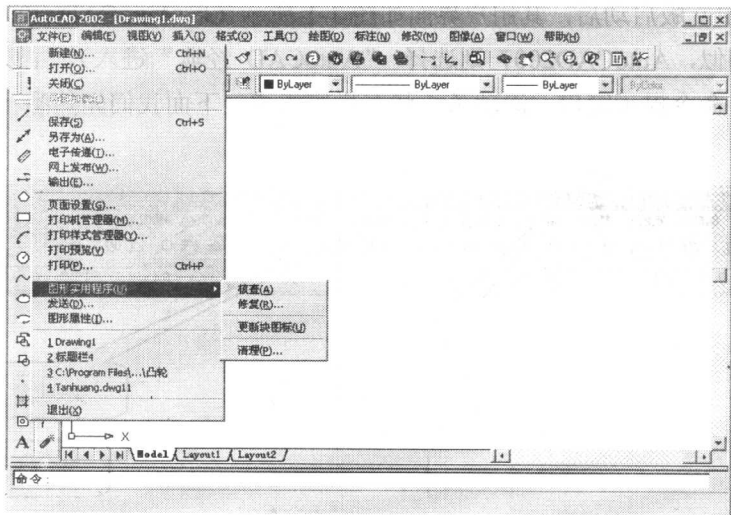 AutoCAD 2002 - [Drawing1.dwg]
文件(F) 编辑(E) 视图(V) 插入(I) 格式(O) 工具(T) 绘图(D) 标注(N) 修改(M) 图像(A) 窗口(W) 帮助(H)
ByLayer ByLayer ByLayer ByColor
新建(N)... Ctrl+N
打开(O)... Ctrl+O
关闭(C)
保存(S) Ctrl+S
另存为(A)...
电子传递(T)...
网上发布(W)...
输出(E)...
页面设置(G)...
打印机管理器(M)...
打印样式管理器(Y)...
打印预览(V)
打印(P)... Ctrl+P
图形实用程序(U)
发送(D)...
图形属性(I)...
1 Drawing1
2 标题栏4
3 C:\Program Files\...\凸轮
4 Tanhuang.dwg11
退出(X)
核查(A)
修复(R)...
更新块图标(U)
清理(P)...
A
X
Model Layout1 Layout2
命令: